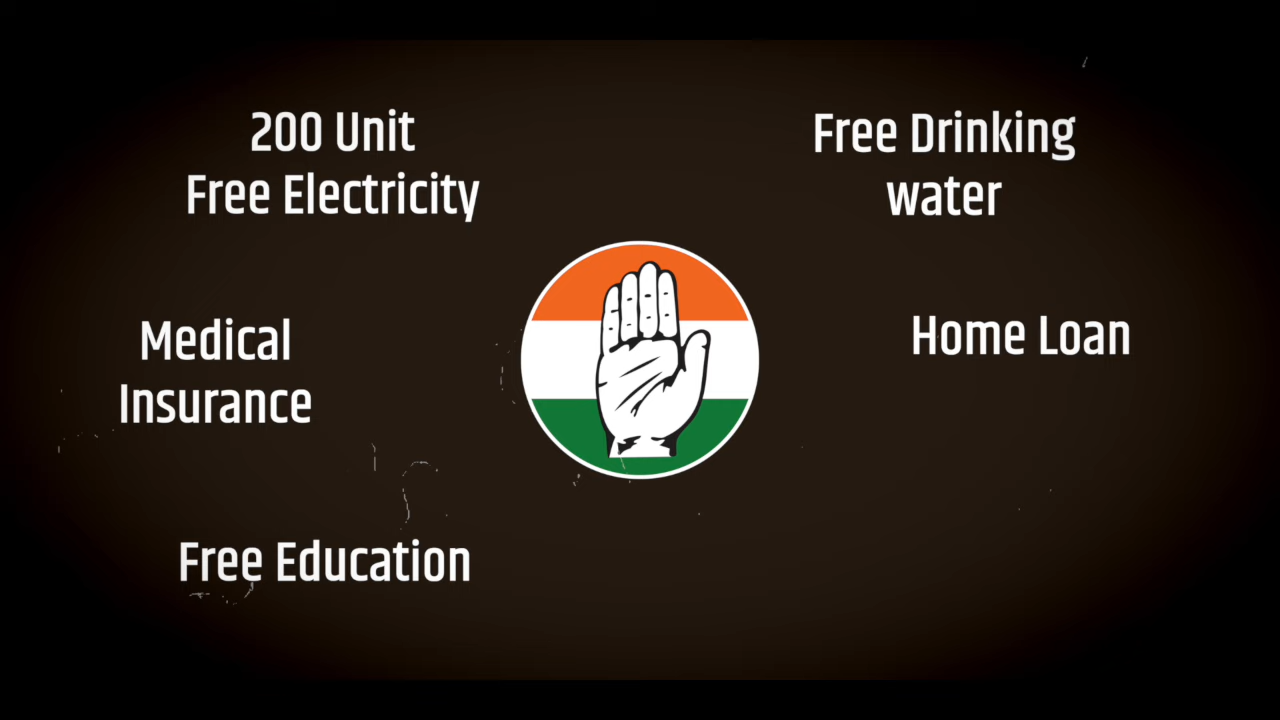 200 Unit
Free Electricity
Free Drinking
water
Medical
Insurance
Home Loan
Free Education